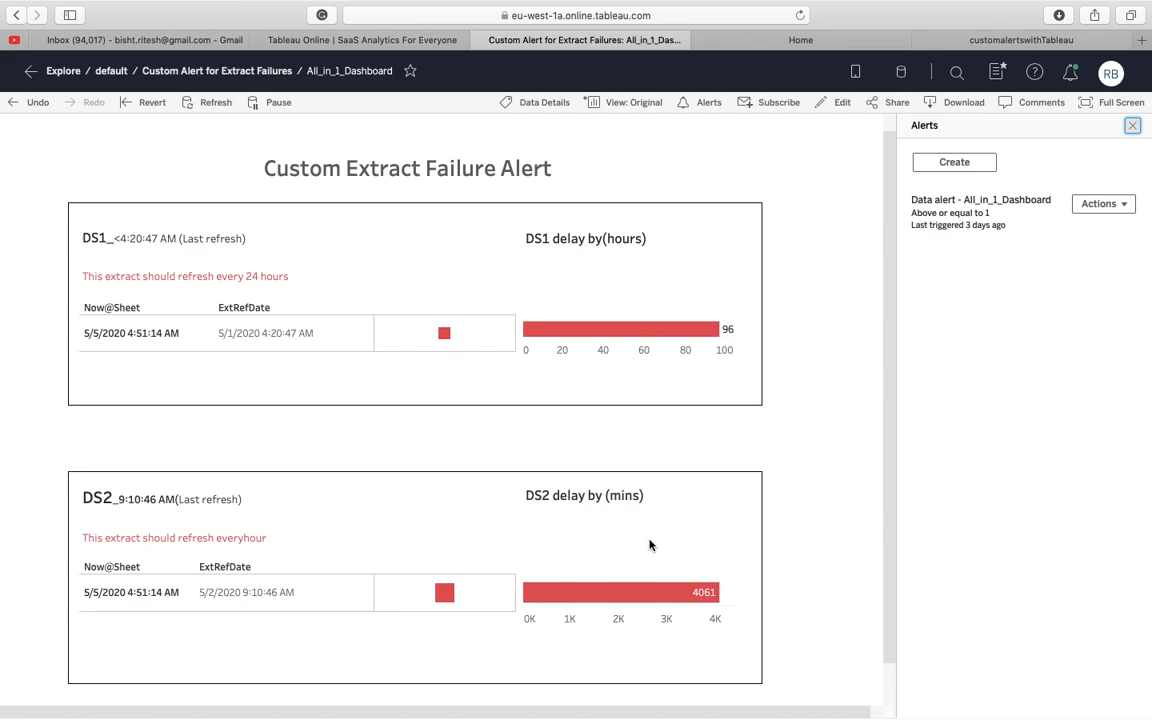 eu-west-1a.online.tableau.com
Inbox (94,017) - bisht.ritesh@gmail.com - Gmail
Tableau Online | SaaS Analytics For Everyone
Custom Alert for Extract Failures: All_in_1_Das...
Home
customalertswithTableau
Explore / default / Custom Alert for Extract Failures / All_in_1_Dashboard
RB
Undo
Redo
Revert
Refresh
Pause
Data Details
View: Original
Alerts
Subscribe
Edit
Share
Download
Comments
Full Screen
Alerts
Create
Data alert - All_in_1_Dashboard
Above or equal to 1
Last triggered 3 days ago
Actions
Custom Extract Failure Alert
DS1_<4:20:47 AM (Last refresh)
DS1 delay by(hours)
This extract should refresh every 24 hours
Now@Sheet ExtRefDate
5/5/2020 4:51:14 AM 5/1/2020 4:20:47 AM
96
0 20 40 60 80 100
DS2_9:10:46 AM(Last refresh)
DS2 delay by (mins)
This extract should refresh everyhour
Now@Sheet ExtRefDate
5/5/2020 4:51:14 AM 5/2/2020 9:10:46 AM
4061
0K 1K 2K 3K 4K